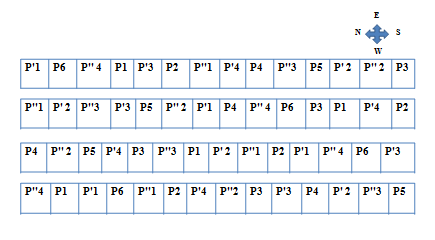 E
N S
W
P'1 P6 P"4 P1 P'3 P2 P"1 P'4 P4 P"3 P5 P'2 P"2 P3
P"1 P'2 P"3 P'3 P5 P"2 P'1 P4 P"4 P6 P3 P1 P'4 P2
P4 P"2 P5 P'4 P3 P"3 P1 P'2 P"1 P2 P'1 P"4 P6 P'3
P"4 P1 P'1 P6 P"1 P2 P'4 P"2 P3 P'3 P4 P'2 P"3 P5